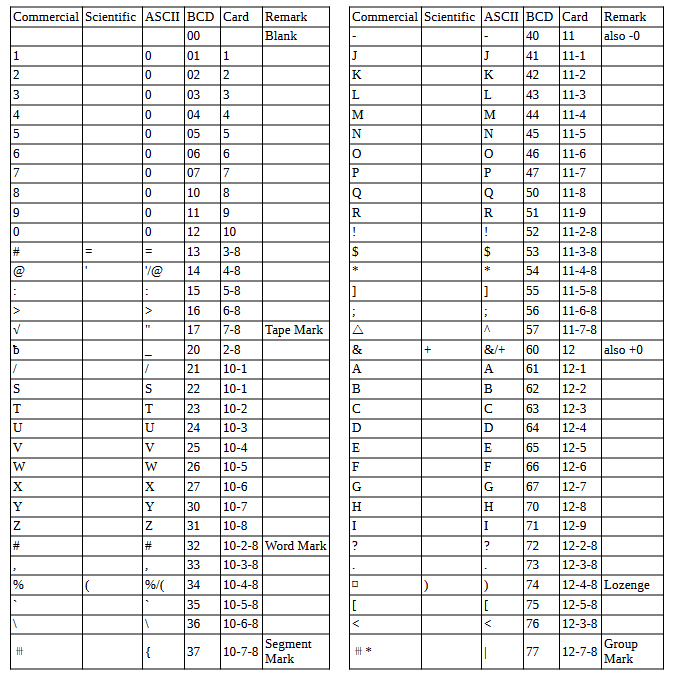 Commercial Scientific ASCII BCD Card Remark
00 Blank
1 0 01 1
2 0 02 2
3 0 03 3
4 0 04 4
5 0 05 5
6 0 06 6
7 0 07 7
8 0 10 8
9 0 11 9
0 0 12 10
# = = 13 3-8
@ ' '/@ 14 4-8
: : 15 5-8
> > 16 6-8
√ " 17 7-8 Tape Mark
ƀ _ 20 2-8
/ / 21 10-1
S S 22 10-1
T T 23 10-2
U U 24 10-3
V V 25 10-4
W W 26 10-5
X X 27 10-6
Y Y 30 10-7
Z Z 31 10-8
# # 32 10-2-8 Word Mark
, , 33 10-3-8
% ( %/( 34 10-4-8
` ` 35 10-5-8
\ \ 36 10-6-8
⧻ { 37 10-7-8 Segment
Mark
Commercial Scientific ASCII BCD Card Remark
- - 40 11 also -0
J J 41 11-1
K K 42 11-2
L L 43 11-3
M M 44 11-4
N N 45 11-5
O O 46 11-6
P P 47 11-7
Q Q 50 11-8
R R 51 11-9
! ! 52 11-2-8
$ $ 53 11-3-8
* * 54 11-4-8
] ] 55 11-5-8
; ; 56 11-6-8
△ ^ 57 11-7-8
& + &/+ 60 12 also +0
A A 61 12-1
B B 62 12-2
C C 63 12-3
D D 64 12-4
E E 65 12-5
F F 66 12-6
G G 67 12-7
H H 70 12-8
I I 71 12-9
? ? 72 12-2-8
. . 73 12-3-8
⌑ ) ) 74 12-4-8 Lozenge
[ [ 75 12-5-8
< < 76 12-3-8
⧻ * | 77 12-7-8 Group
Mark